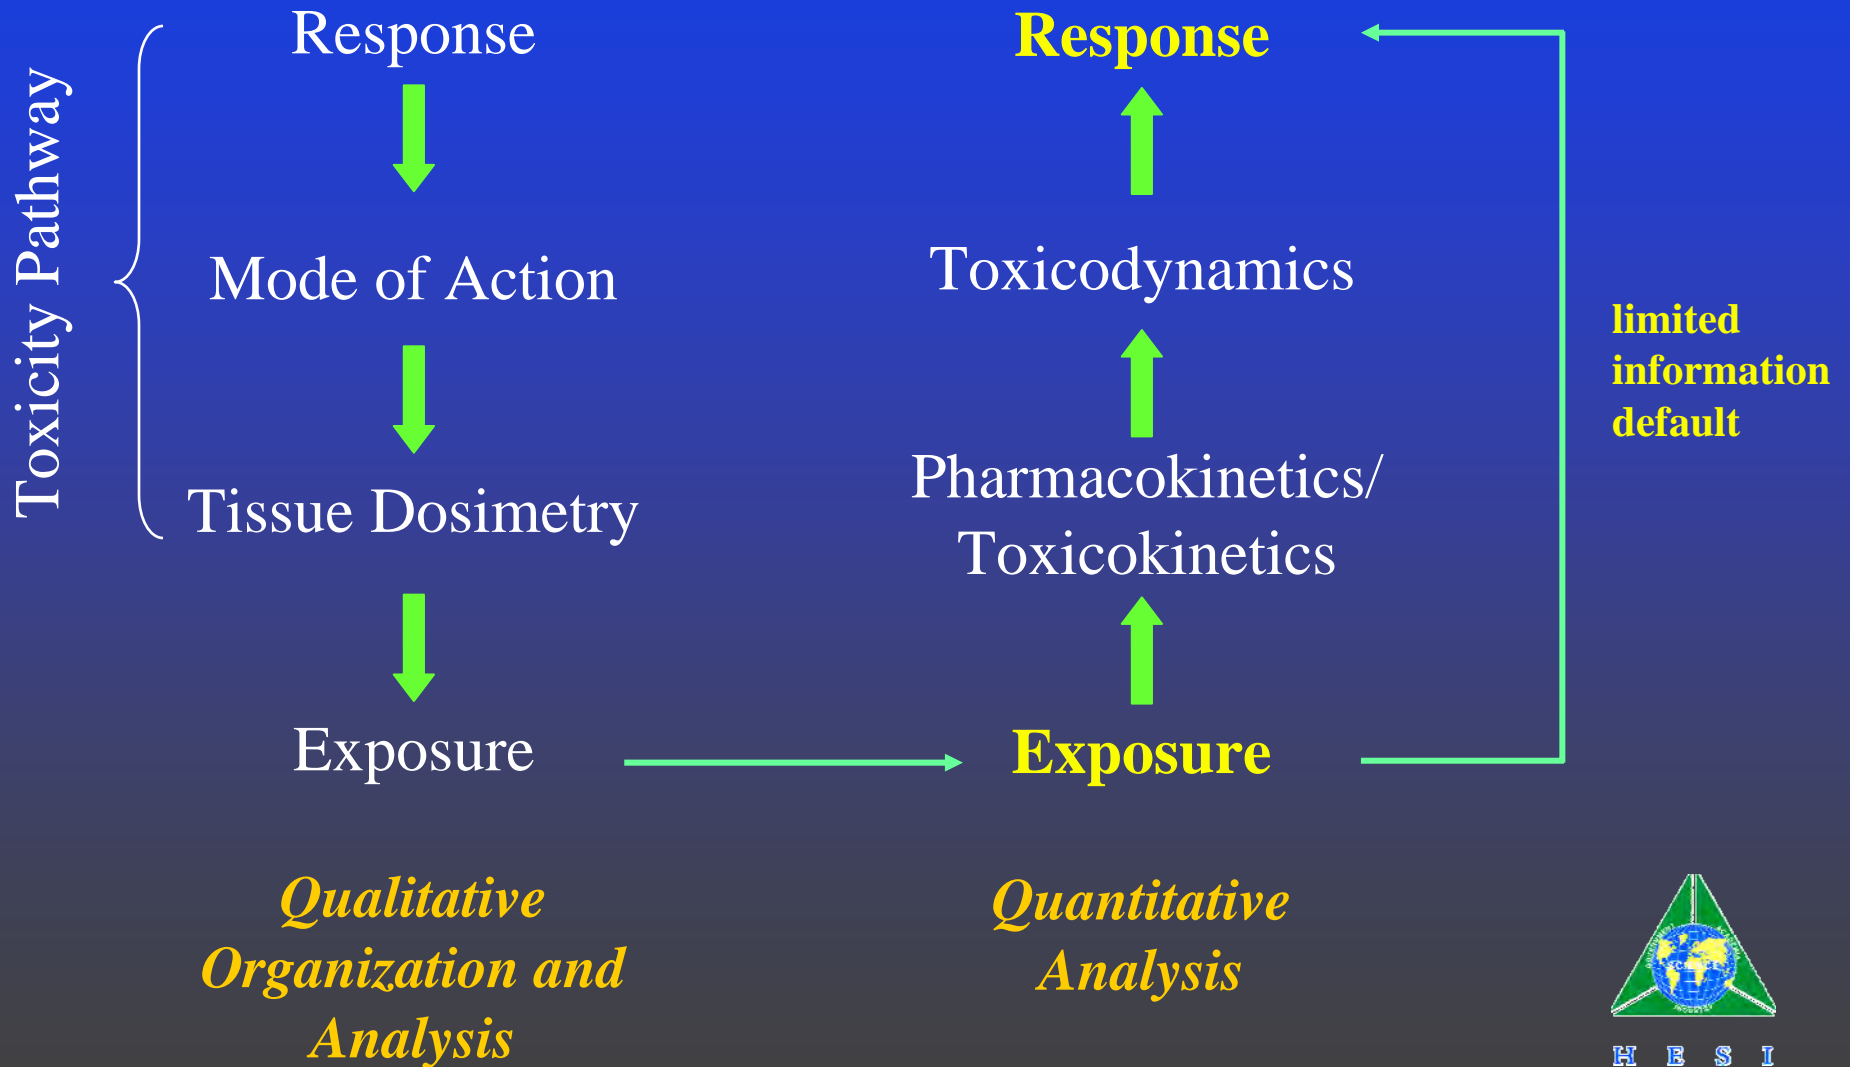 Toxicity Pathway
Response
Mode of Action
Tissue Dosimetry
Exposure
Qualitative
Organization and
Analysis
Response
Toxicodynamics
Pharmacokinetics/
Toxicokinetics
Exposure
Quantitative
Analysis
limited
information
default
SCIENCE
H E S I